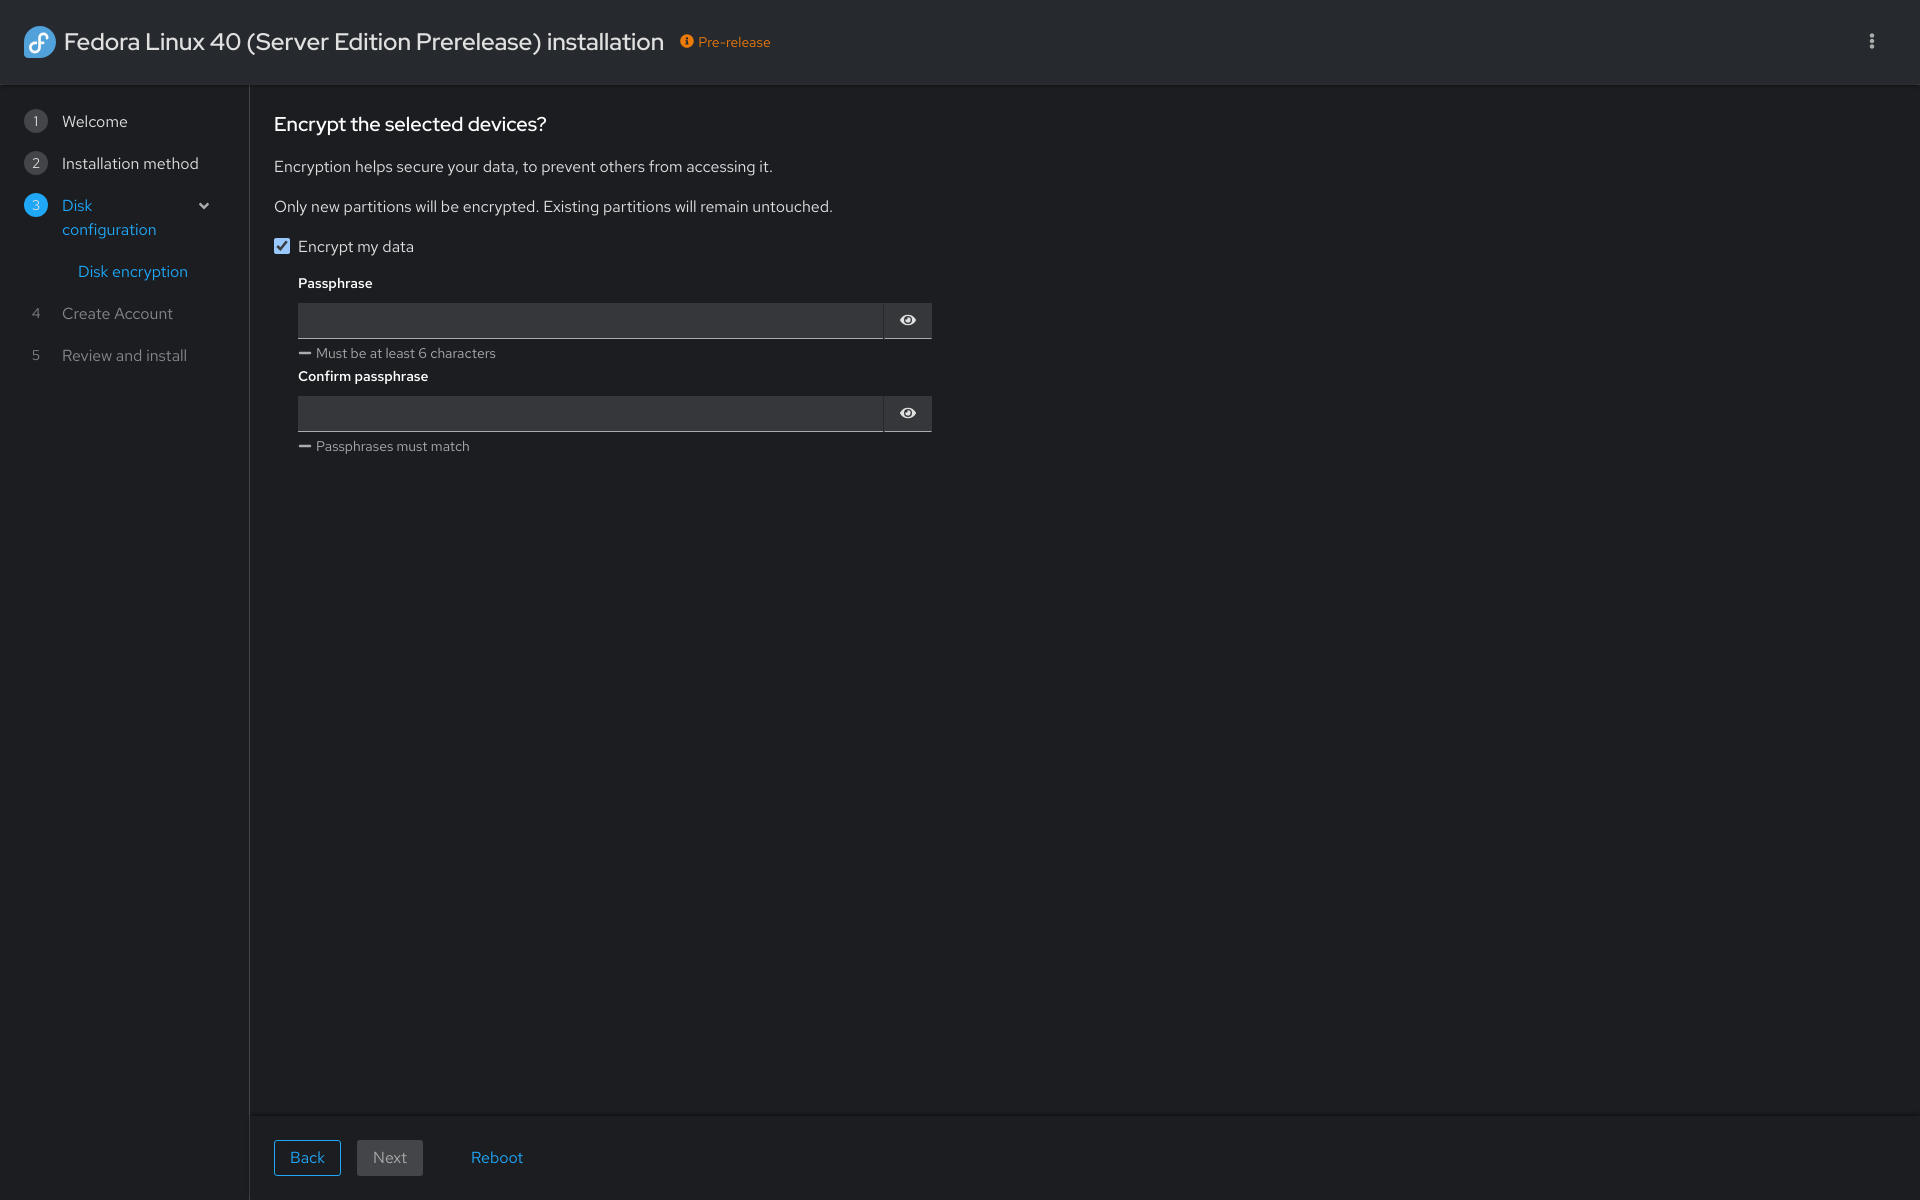 Fedora Linux 40 (Server Edition Prerelease) installation
Pre-release
1 Welcome
2 Installation method
3 Disk
configuration
Disk encryption
4 Create Account
5 Review and install
Encrypt the selected devices?
Encryption helps secure your data, to prevent others from accessing it.
Only new partitions will be encrypted. Existing partitions will remain untouched.
Encrypt my data
Passphrase
Must be at least 6 characters
Confirm passphrase
Passphrases must match
Back
Next
Reboot